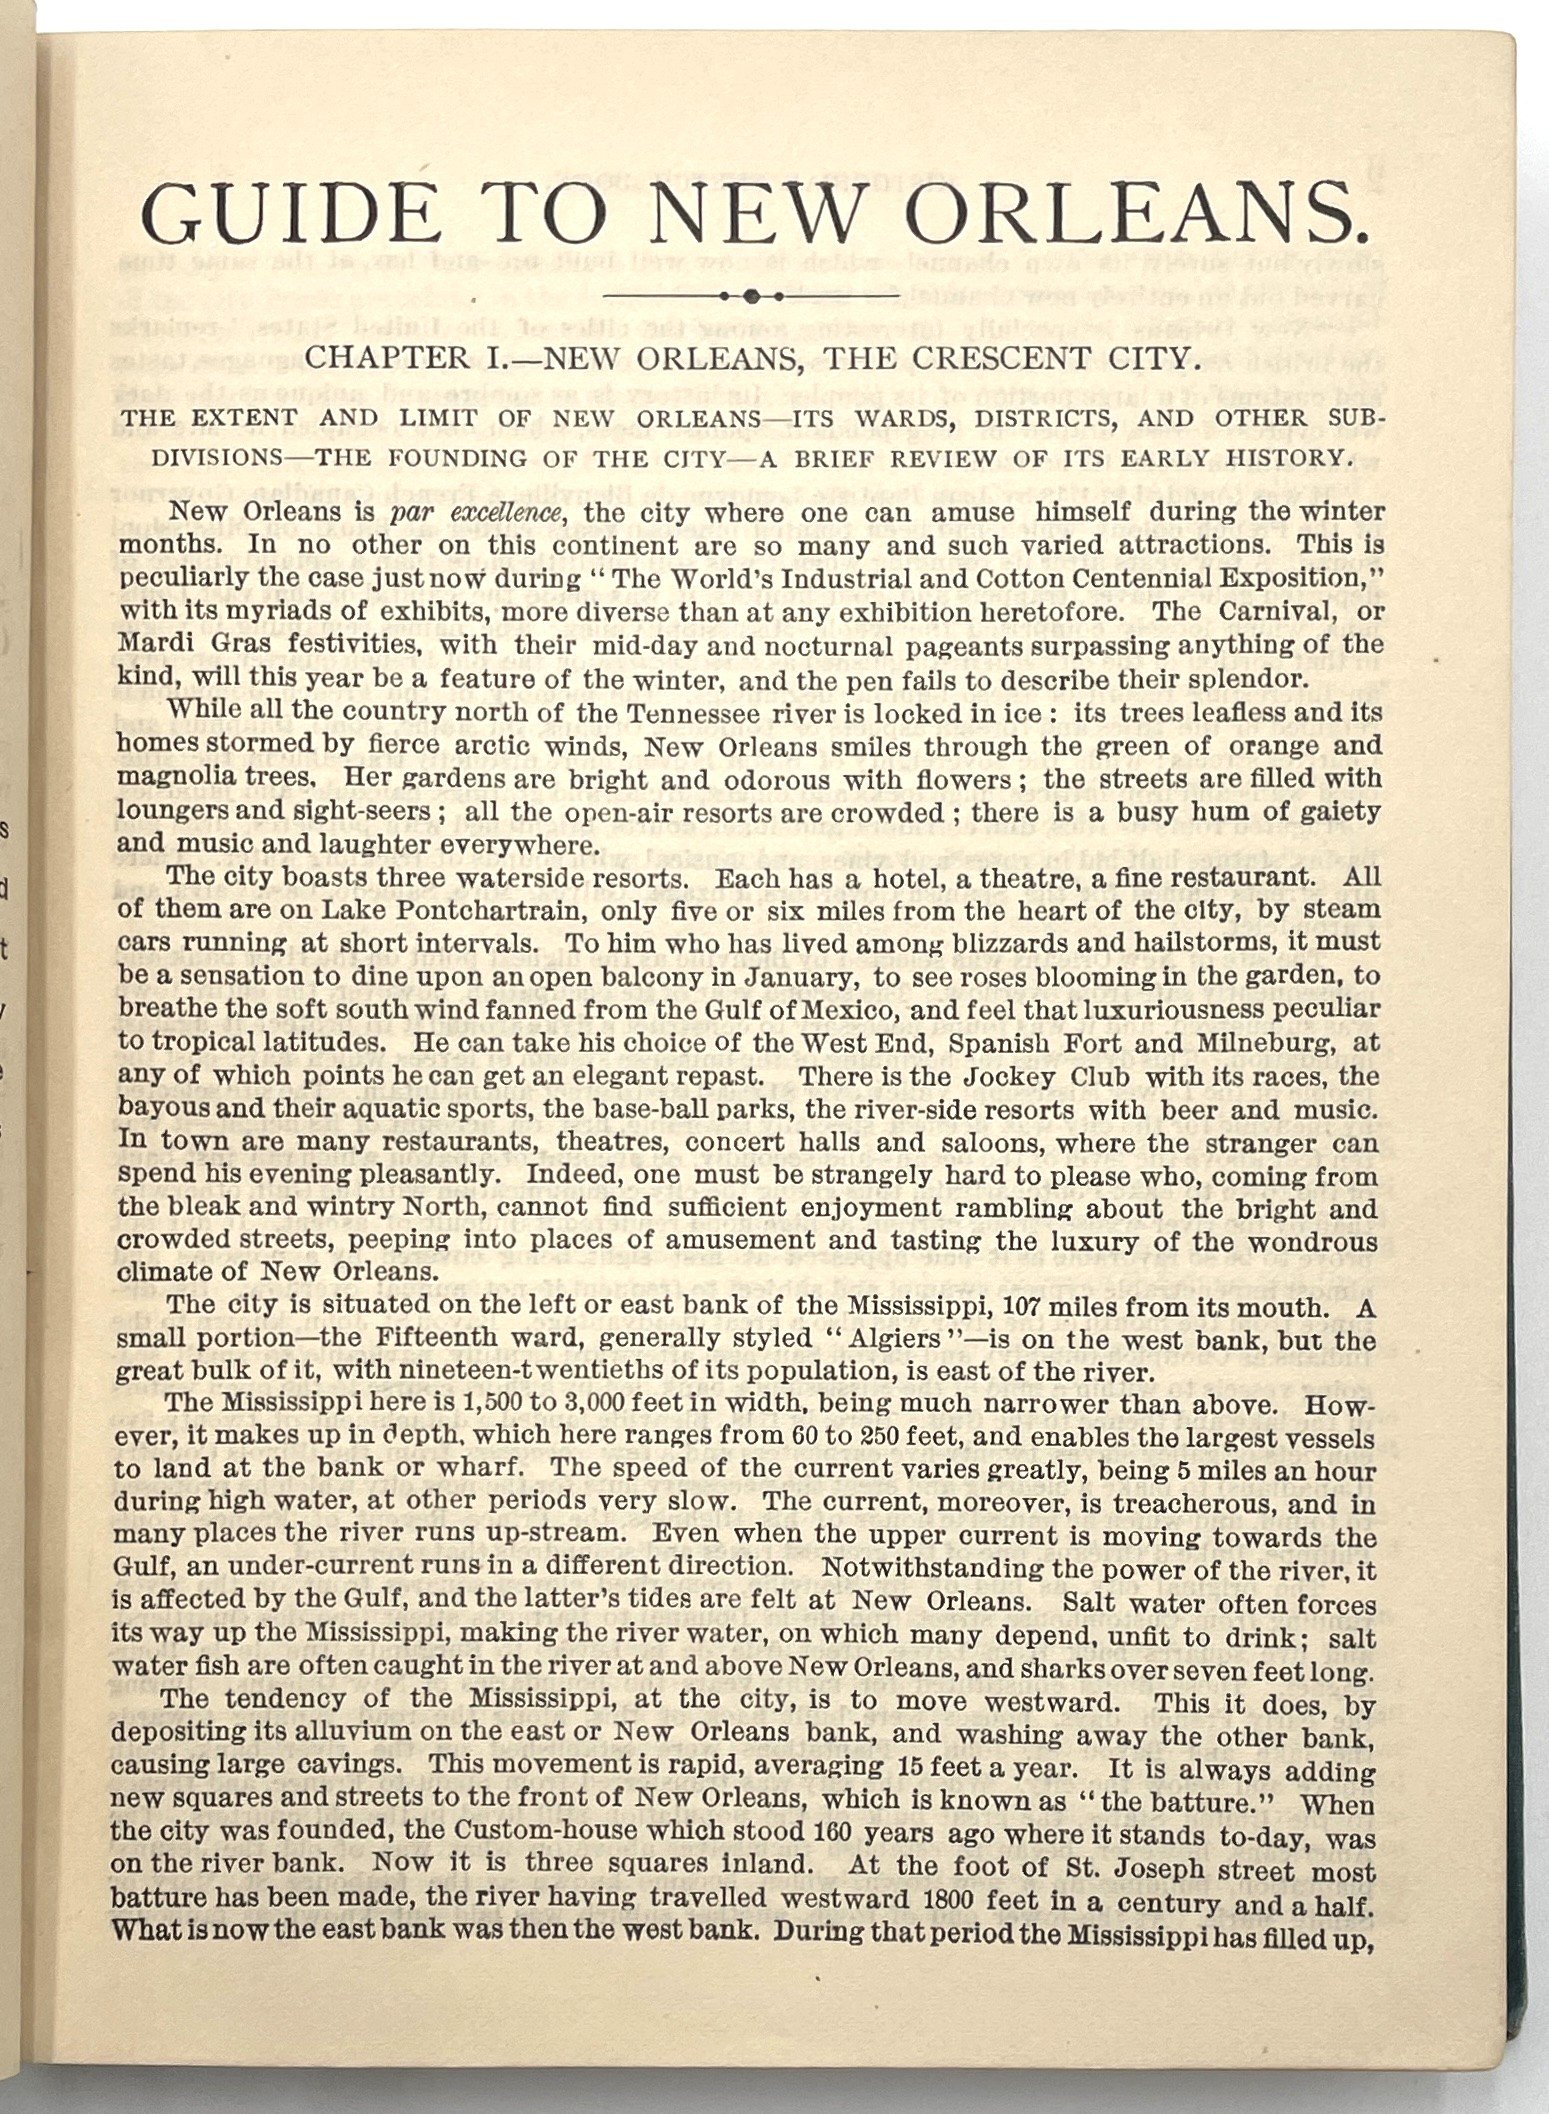 GUIDE TO NEW ORLEANS.
CHAPTER I.—NEW ORLEANS, THE CRESCENT CITY.
THE EXTENT AND LIMIT OF NEW ORLEANS—ITS WARDS, DISTRICTS, AND OTHER SUB-
DIVISIONS—THE FOUNDING OF THE CITY—A BRIEF REVIEW OF ITS EARLY HISTORY.
New Orleans is par excellence, the city where one can amuse himself during the winter
months. In no other on this continent are so many and such varied attractions. This is
peculiarly the case just now during "The World's Industrial and Cotton Centennial Exposition,"
with its myriads of exhibits, more diverse than at any exhibition heretofore. The Carnival, or
Mardi Gras festivities, with their mid-day and nocturnal pageants surpassing anything of the
kind, will this year be a feature of the winter, and the pen fails to describe their splendor.
While all the country north of the Tennessee river is locked in ice : its trees leafless and its
homes stormed by fierce arctic winds, New Orleans smiles through the green of orange and
magnolia trees. Her gardens are bright and odorous with flowers ; the streets are filled with
loungers and sight-seers ; all the open-air resorts are crowded ; there is a busy hum of gaiety
and music and laughter everywhere.
The city boasts three waterside resorts. Each has a hotel, a theatre, a fine restaurant. All
of them are on Lake Pontchartrain, only five or six miles from the heart of the city, by steam
cars running at short intervals. To him who has lived among blizzards and hailstorms, it must
be a sensation to dine upon an open balcony in January, to see roses blooming in the garden, to
breathe the soft south wind fanned from the Gulf of Mexico, and feel that luxuriousness peculiar
to tropical latitudes. He can take his choice of the West End, Spanish Fort and Milneburg, at
any of which points he can get an elegant repast. There is the Jockey Club with its races, the
bayous and their aquatic sports, the base-ball parks, the river-side resorts with beer and music.
In town are many restaurants, theatres, concert halls and saloons, where the stranger can
spend his evening pleasantly. Indeed, one must be strangely hard to please who, coming from
the bleak and wintry North, cannot find sufficient enjoyment rambling about the bright and
crowded streets, peeping into places of amusement and tasting the luxury of the wondrous
climate of New Orleans.
The city is situated on the left or east bank of the Mississippi, 107 miles from its mouth. A
small portion—the Fifteenth ward, generally styled "Algiers"—is on the west bank, but the
great bulk of it, with nineteen-twentieths of its population, is east of the river.
The Mississippi here is 1,500 to 3,000 feet in width, being much narrower than above. How-
ever, it makes up in depth, which here ranges from 60 to 250 feet, and enables the largest vessels
to land at the bank or wharf. The speed of the current varies greatly, being 5 miles an hour
during high water, at other periods very slow. The current, moreover, is treacherous, and in
many places the river runs up-stream. Even when the upper current is moving towards the
Gulf, an under-current runs in a different direction. Notwithstanding the power of the river, it
is affected by the Gulf, and the latter's tides are felt at New Orleans. Salt water often forces
its way up the Mississippi, making the river water, on which many depend, unfit to drink; salt
water fish are often caught in the river at and above New Orleans, and sharks over seven feet long.
The tendency of the Mississippi, at the city, is to move westward. This it does, by
depositing its alluvium on the east or New Orleans bank, and washing away the other bank,
causing large cavings. This movement is rapid, averaging 15 feet a year. It is always adding
new squares and streets to the front of New Orleans, which is known as "the batture." When
the city was founded, the Custom-house which stood 160 years ago where it stands to-day, was
on the river bank. Now it is three squares inland. At the foot of St. Joseph street most
batture has been made, the river having travelled westward 1800 feet in a century and a half.
What is now the east bank was then the west bank. During that period the Mississippi has filled up,